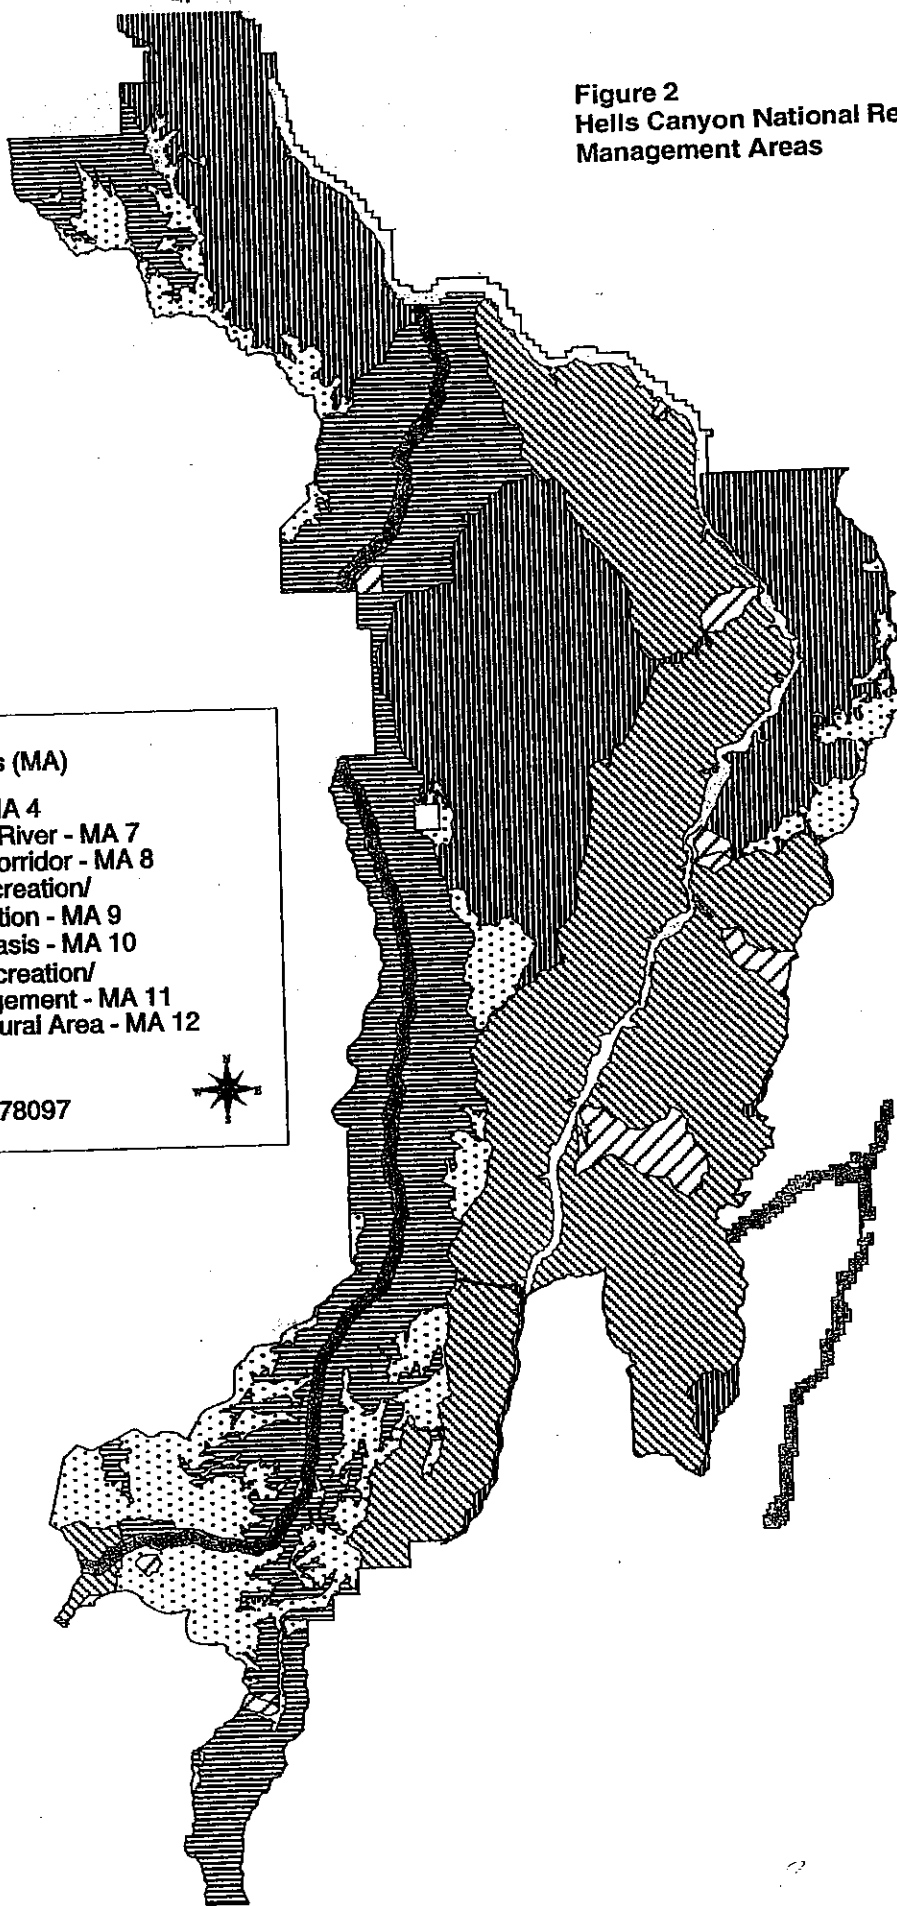 Figure 2
Hells Canyon National Re
Management Areas
s (MA)
MA 4
River - MA 7
orridor - MA 8
creation/
tion - MA 9
asis - MA 10
creation/
gement - MA 11
ural Area - MA 12
78097
N
W E
S